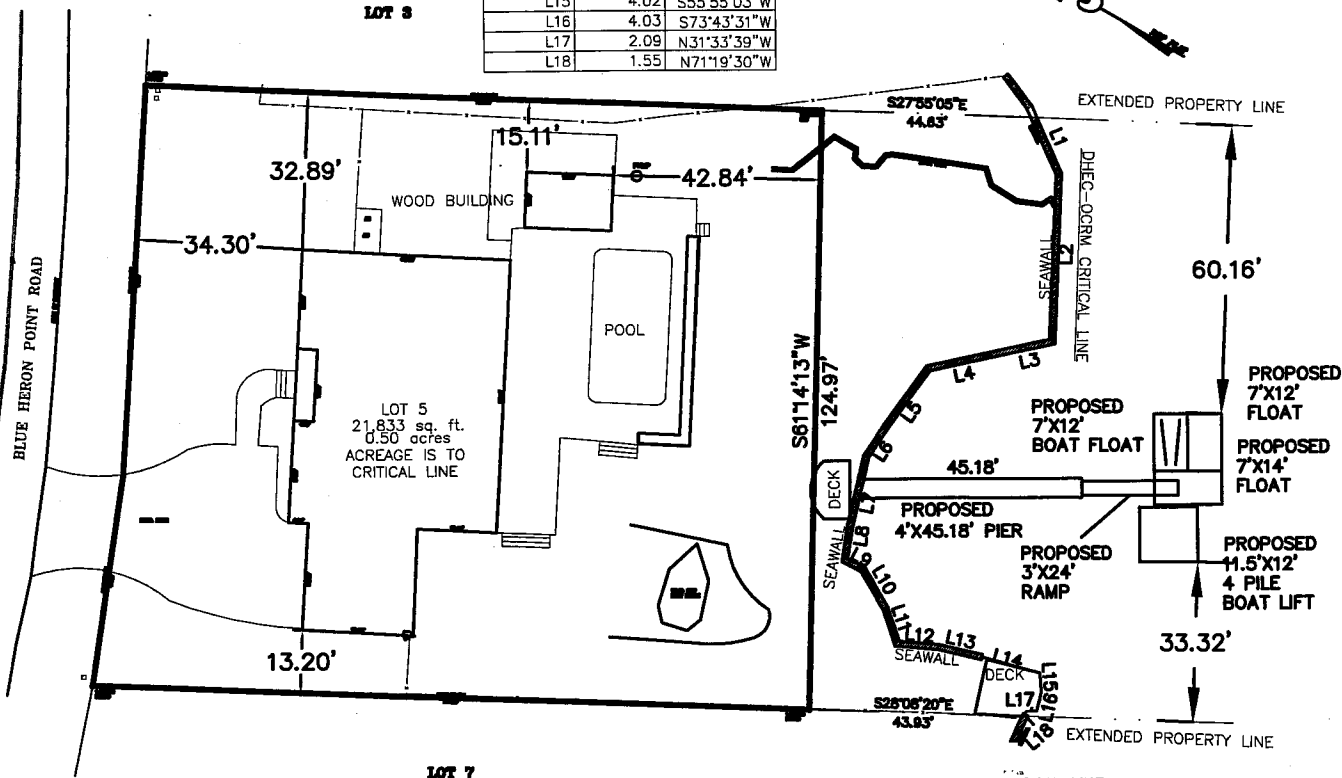 LOT 3
L15 4.02 S55°55'03"W
L16 4.03 S73°43'31"W
L17 2.09 N31°33'39"W
L18 1.55 N71°19'30"W
S27°55'05"E
44.63'
EXTENDED PROPERTY LINE
L1
15.11'
32.89'
42.84'
WOOD BUILDING
34.30'
DHEC-OCRM CRITICAL LINE
SEAWALL
L2
60.16'
BLUE HERON POINT ROAD
POOL
L3
L4
S61°14'13"W
124.97'
L5
L6
PROPOSED
7'X12'
FLOAT
PROPOSED
7'X12'
BOAT FLOAT
LOT 5
21,833 sq. ft.
0.50 acres
ACREAGE IS TO
CRITICAL LINE
PROPOSED
7'X14'
FLOAT
45.18'
DECK
L7
PROPOSED
4'X45.18' PIER
L8
SEAWALL
PROPOSED
3'X24'
RAMP
PROPOSED
11.5'X12'
4 PILE
BOAT LIFT
L9
L10
L11
L12
L13
SEAWALL
L14
DECK
33.32'
13.20'
L15
L16
L17
L18
43.93'
EXTENDED PROPERTY LINE
LOT 7